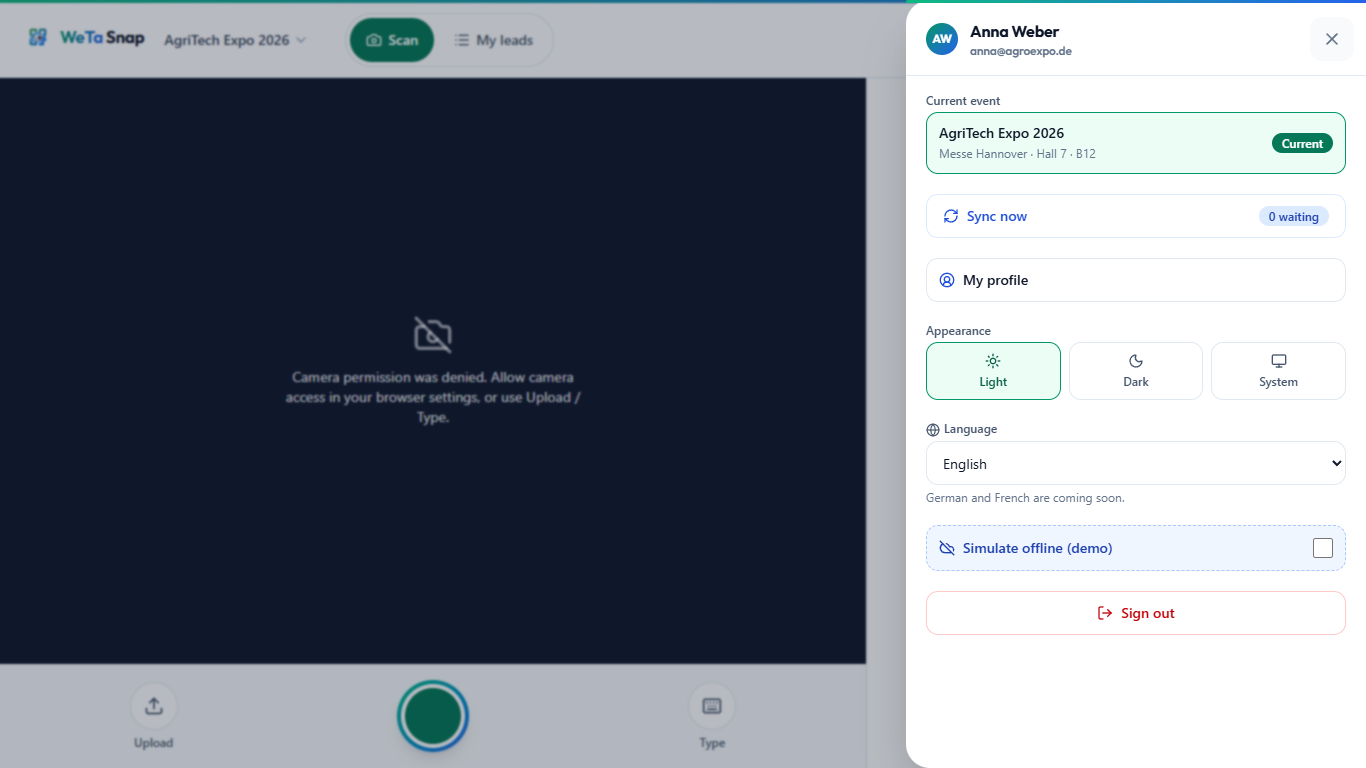 WeTa Snap
AgriTech Expo 2026
Scan
My leads
Camera permission was denied. Allow camera
access in your browser settings, or use Upload /
Type.
Upload
Type
AW
Anna Weber
anna@agroexpo.de
Current event
AgriTech Expo 2026
Messe Hannover · Hall 7 · B12
Current
Sync now
0 waiting
My profile
Appearance
Light
Dark
System
Language
English
German and French are coming soon.
Simulate offline (demo)
Sign out